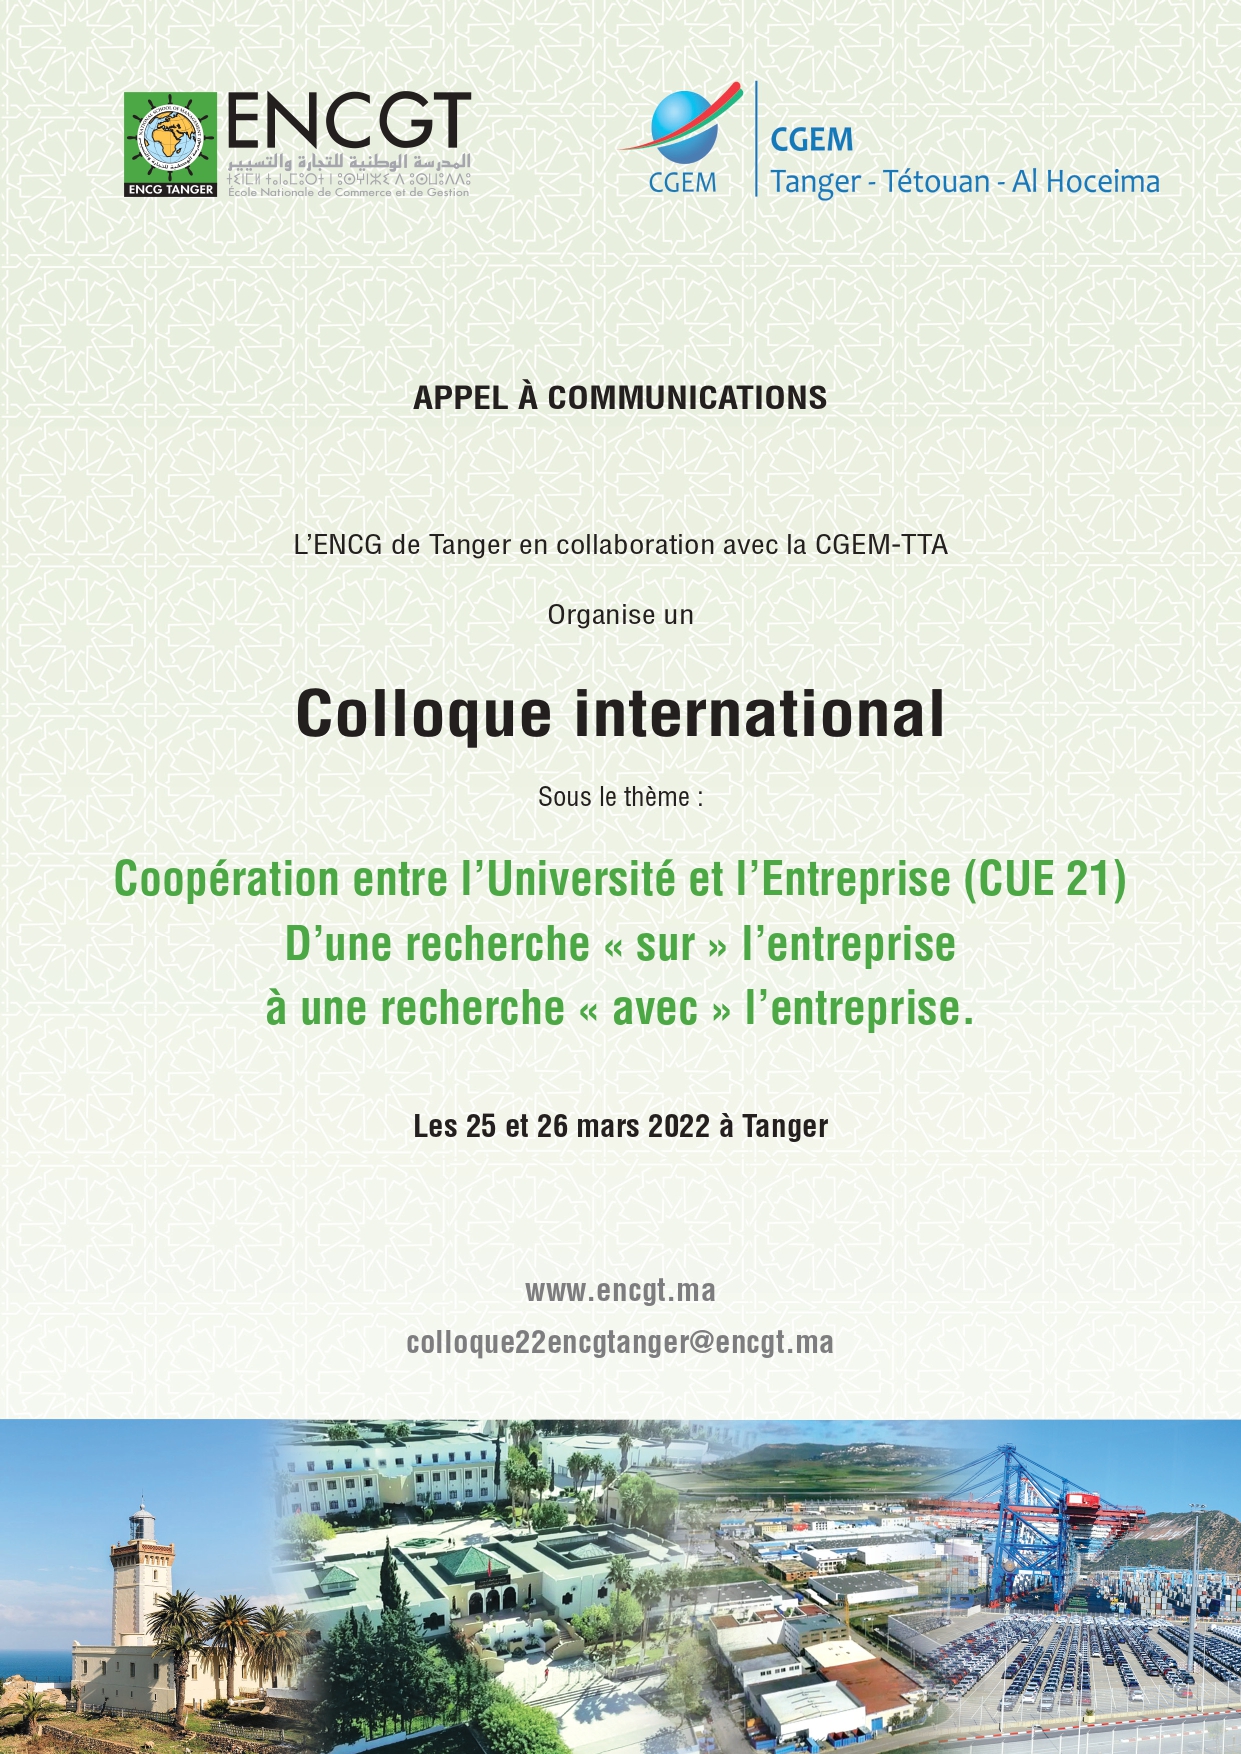 ENCGT
المدرسة الوطنية للتجارة والتسيير
École Nationale de Commerce et de Gestion
ENCG TANGER
CGEM
CGEM
Tanger - Tétouan - Al Hoceima
APPEL À COMMUNICATIONS
L’ENCG de Tanger en collaboration avec la CGEM-TTA
Organise un
Colloque international
Sous le thème :
Coopération entre l’Université et l’Entreprise (CUE 21)
D’une recherche « sur » l’entreprise
à une recherche « avec » l’entreprise.
Les 25 et 26 mars 2022 à Tanger
www.encgt.ma
colloque22encgtanger@encgt.ma